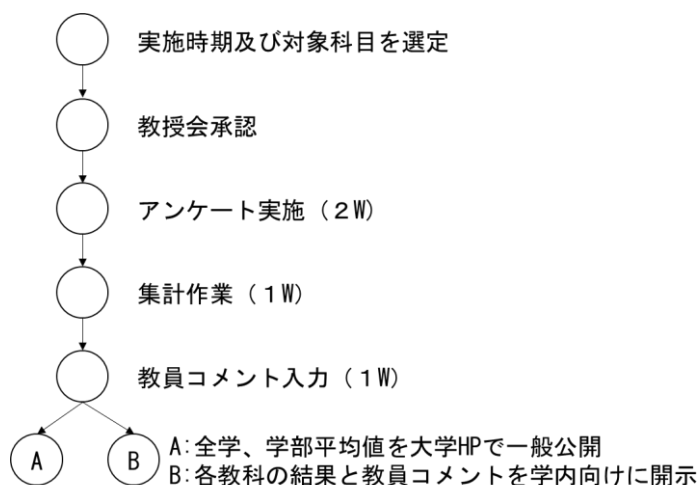 実施時期及び対象科目を選定
教授会承認
アンケート実施（２W）
集計作業（１W）
教員コメント入力（１W）
A
B
A:全学、学部平均値を大学HPで一般公開
B:各教科の結果と教員コメントを学内向けに開示